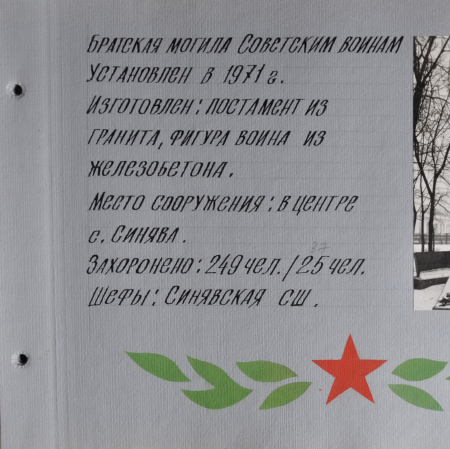 Братская могила Советским воинам
Установлен в 1971 г.
Изготовлен: постамент из
гранита, фигура воина из
железобетона.
Место сооружения: в центре
с. Синява.
37
Захоронено: 249 чел. / 25 чел.
Шефы: Синявская СШ.